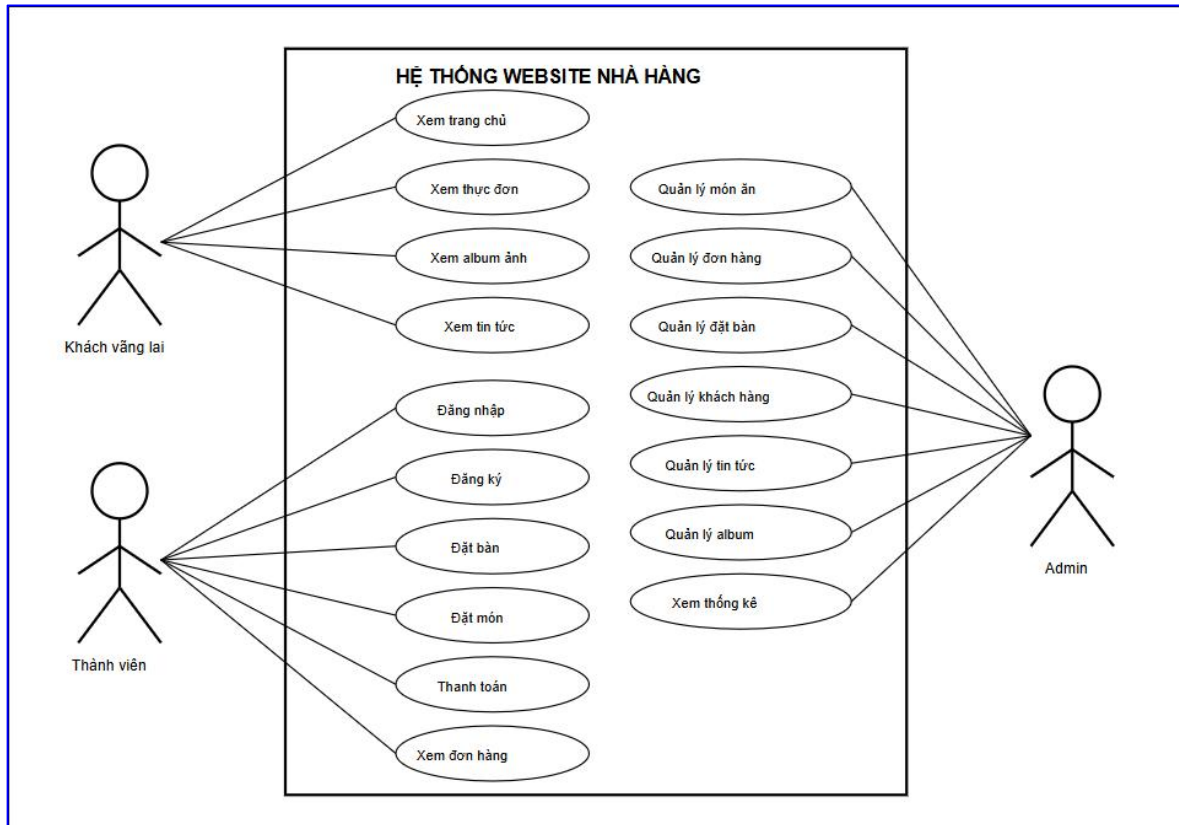 HỆ THỐNG WEBSITE NHÀ HÀNG
Xem trang chủ
Xem thực đơn
Xem album ảnh
Xem tin tức
Khách vãng lai
Đăng nhập
Đăng ký
Đặt bàn
Đặt món
Thanh toán
Xem đơn hàng
Thành viên
Quản lý món ăn
Quản lý đơn hàng
Quản lý đặt bàn
Quản lý khách hàng
Quản lý tin tức
Quản lý album
Xem thống kê
Admin